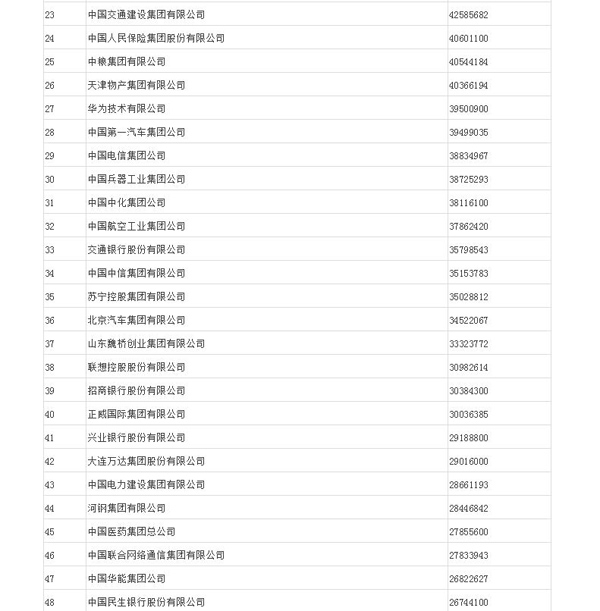 23 中国交通建设集团有限公司 42585682
24 中国人民保险集团股份有限公司 40601100
25 中粮集团有限公司 40544184
26 天津物产集团有限公司 40366194
27 华为技术有限公司 39500900
28 中国第一汽车集团公司 39499035
29 中国电信集团公司 38834967
30 中国兵器工业集团公司 38725293
31 中国中化集团公司 38116100
32 中国航空工业集团公司 37862420
33 交通银行股份有限公司 35798543
34 中国中信集团有限公司 35153783
35 苏宁控股集团有限公司 35028812
36 北京汽车集团有限公司 34522067
37 山东魏桥创业集团有限公司 33323772
38 联想控股股份有限公司 30982614
39 招商银行股份有限公司 30384300
40 正威国际集团有限公司 30036385
41 兴业银行股份有限公司 29188800
42 大连万达集团股份有限公司 29016000
43 中国电力建设集团有限公司 28661193
44 河钢集团有限公司 28446842
45 中国医药集团总公司 27855600
46 中国联合网络通信集团有限公司 27833943
47 中国华能集团公司 26822627
48 中国民生银行股份有限公司 26744100